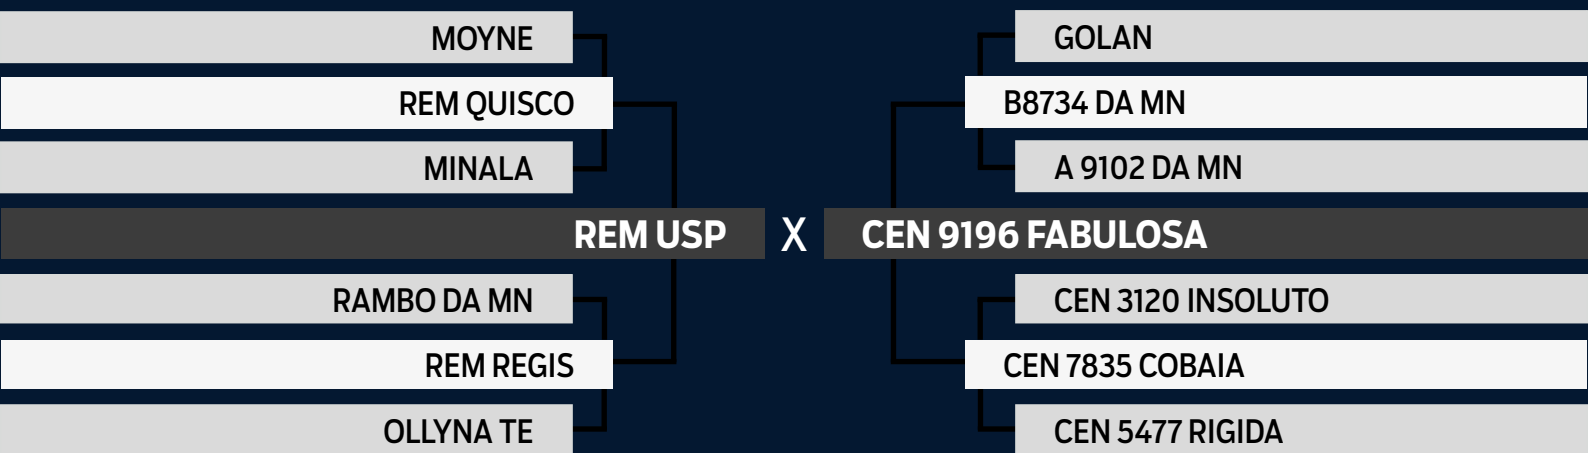 MOYNE
GOLAN
REM QUISCO
B8734 DA MN
MINALA
A 9102 DA MN
REM USP X CEN 9196 FABULOSA
RAMBO DA MN
CEN 3120 INSOLUTO
REM REGIS
CEN 7835 COBAIA
OLLYNA TE
CEN 5477 RIGIDA